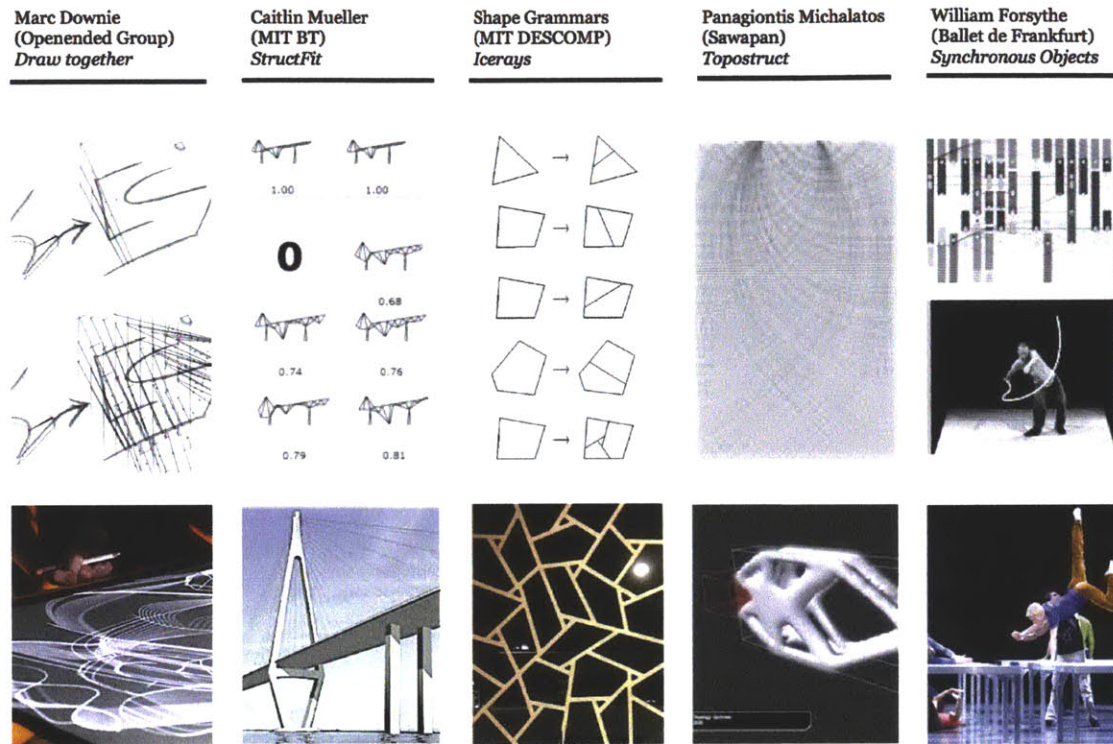 Marc Downie
(Openended Group)
Draw together
Caitlin Mueller
(MIT BT)
StructFit
Shape Grammars
(MIT DESCOMP)
Icerays
Panagiontis Michalatos
(Sawapan)
Topostruct
William Forsythe
(Ballet de Frankfurt)
Synchronous Objects
1.00 1.00
0
0.68
0.74 0.76
0.79 0.81